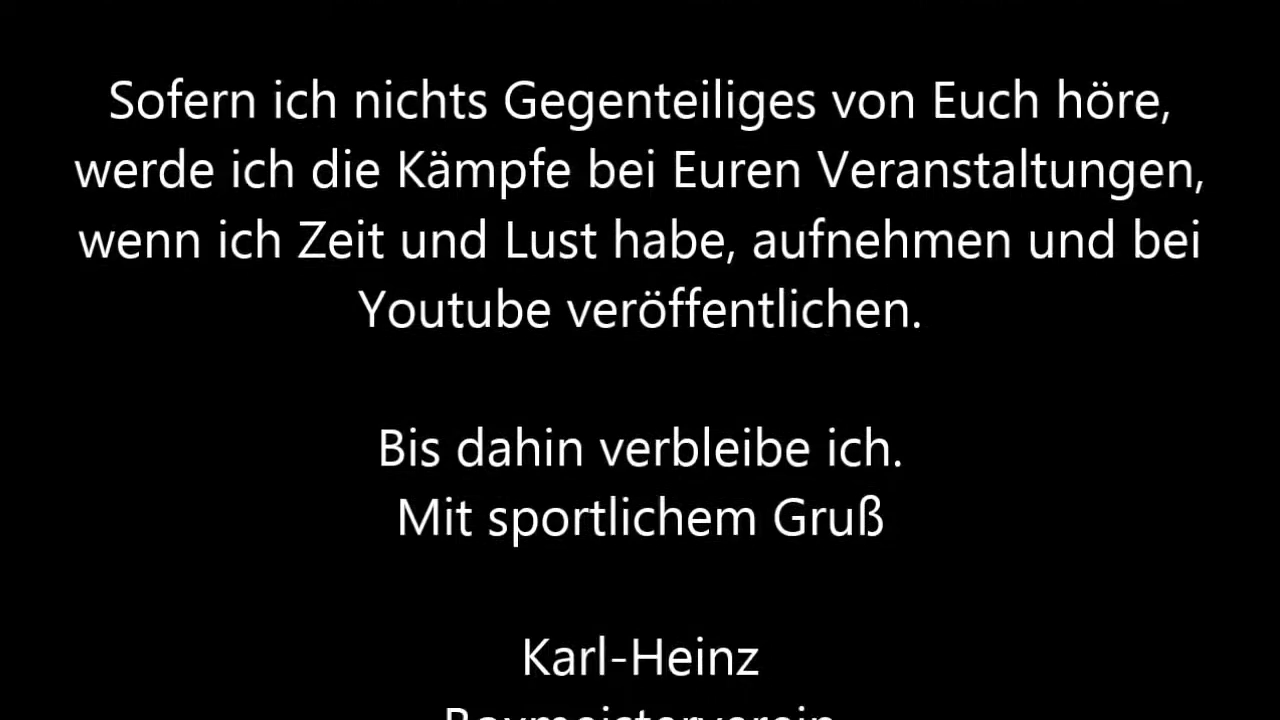 Sofern ich nichts Gegenteiliges von Euch höre,
werde ich die Kämpfe bei Euren Veranstaltungen,
wenn ich Zeit und Lust habe, aufnehmen und bei
Youtube veröffentlichen.
Bis dahin verbleibe ich.
Mit sportlichem Gruß
Karl-Heinz